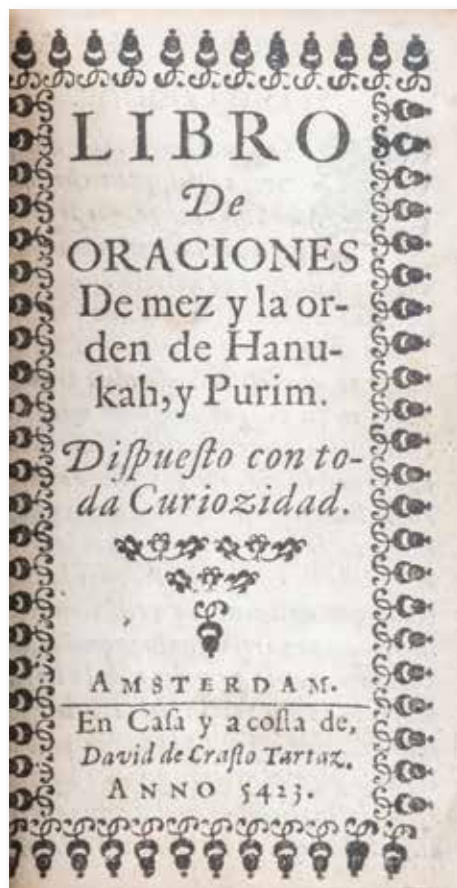 LIBRO
De
ORACIONES
De mez y la or-
den de Hanu-
kah, y Purim.
Diſpueſto con to-
da Curiozidad.
AMSTERDAM.
En Caſa y a coſta de,
David de Craſto Tartaz.
ANNO 5423.